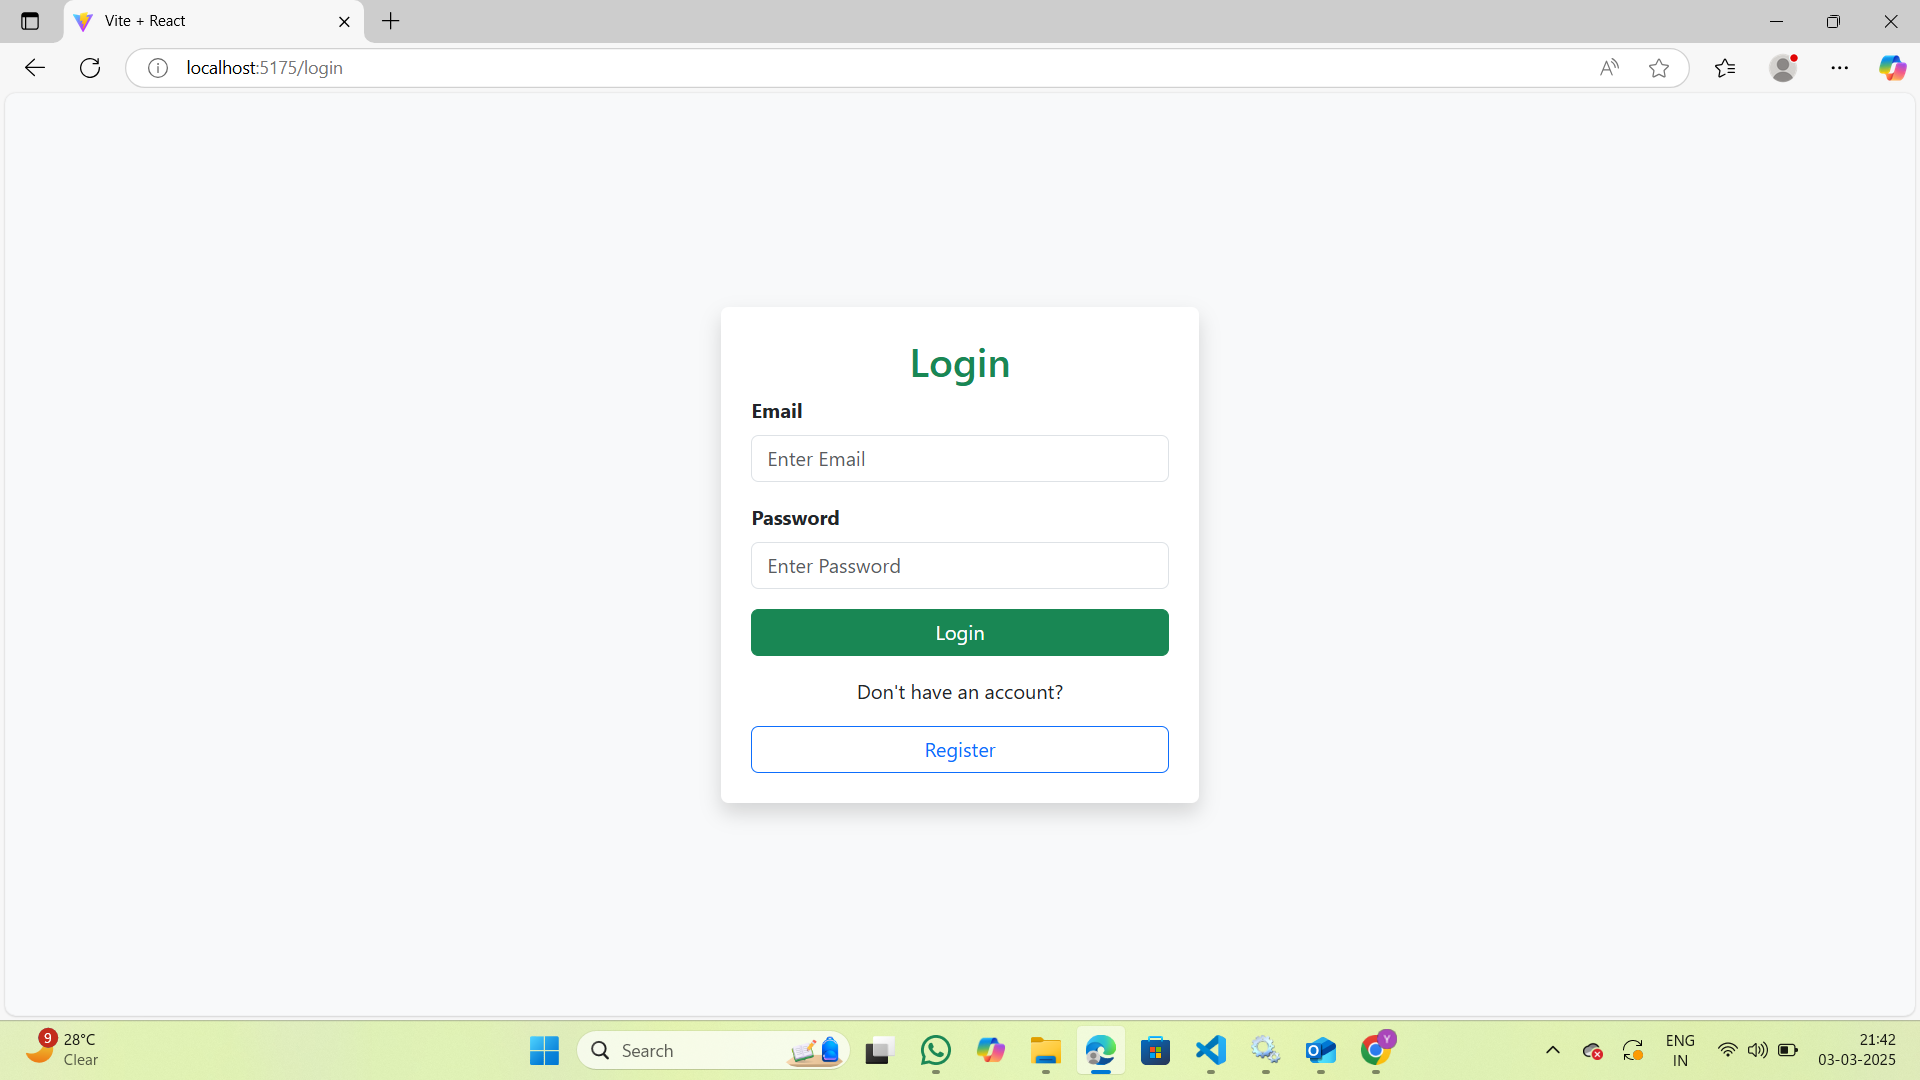 Vite + React
localhost:5175/login
Login
Email
Enter Email
Password
Enter Password
Login
Don't have an account?
Register
9
28°C
Clear
Search
Y
ENG
IN
21:42
03-03-2025